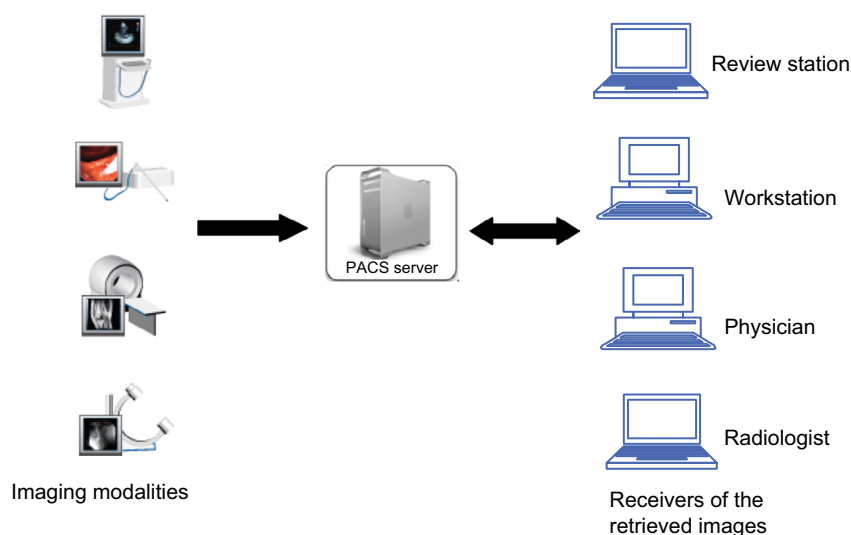 Review station
Workstation
PACS server
Physician
Radiologist
Imaging modalities
Receivers of the
retrieved images